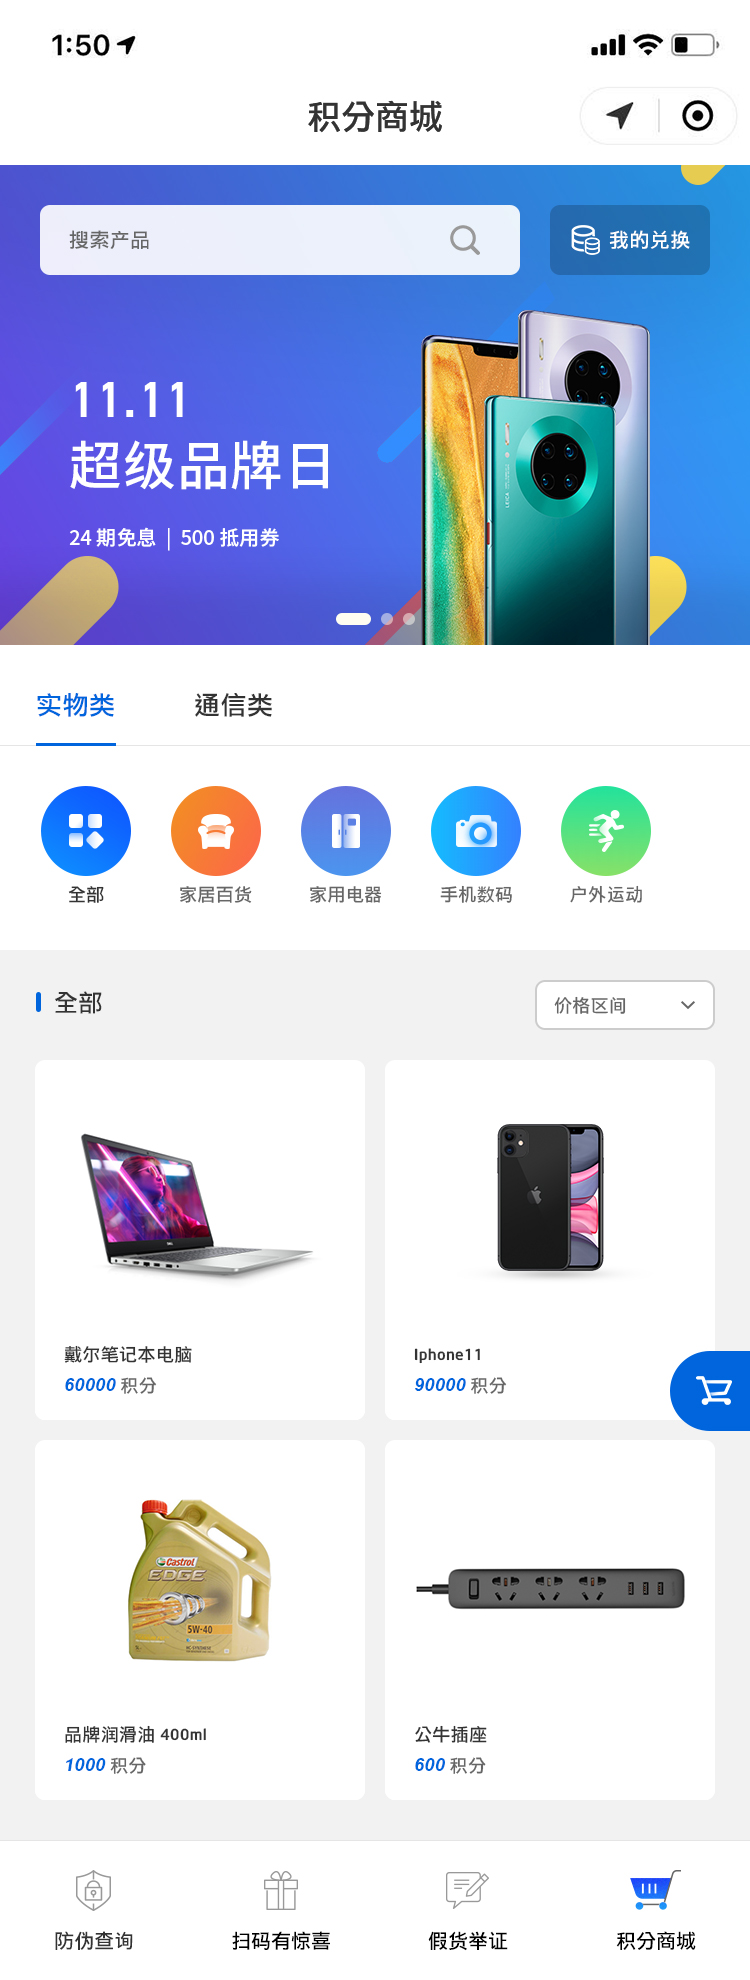 1:50
积分商城
搜索产品
我的兑换
11.11
超级品牌日
24 期免息 | 500 抵用券
实物类 通信类
全部 家居百货 家用电器 手机数码 户外运动
全部
价格区间
戴尔笔记本电脑
60000 积分
Iphone11
90000 积分
Castrol
EDGE
5W-40
品牌润滑油 400ml
1000 积分
公牛插座
600 积分
防伪查询 扫码有惊喜 假货举证 积分商城